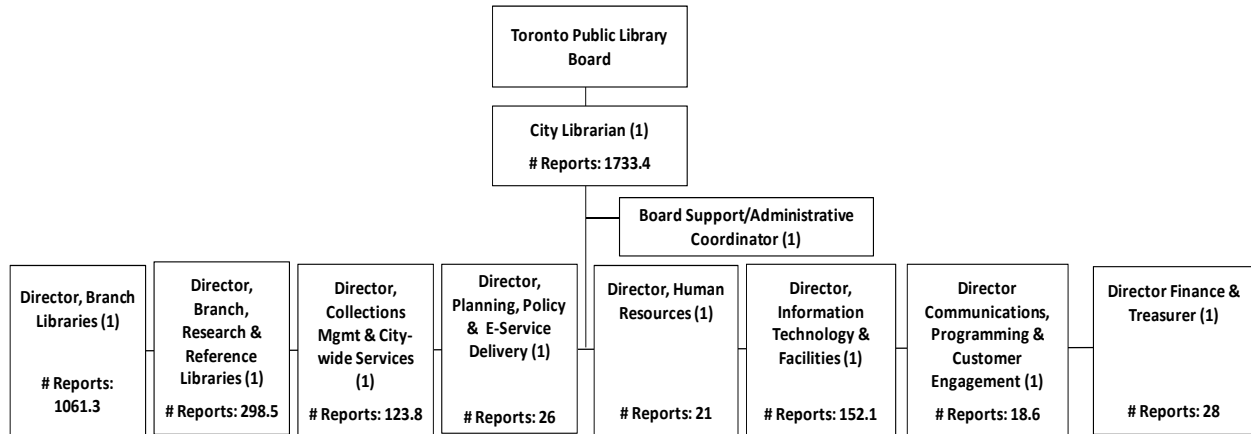 Toronto Public Library
Board
City Librarian (1)
# Reports: 1733.4
Board Support/Administrative
Coordinator (1)
Director, Branch
Libraries (1)
# Reports:
1061.3
Director,
Branch,
Research &
Reference
Libraries (1)
# Reports: 298.5
Director,
Collections
Mgmt & City-
wide Services
(1)
# Reports: 123.8
Director,
Planning, Policy
& E-Service
Delivery (1)
# Reports: 26
Director, Human
Resources (1)
# Reports: 21
Director,
Information
Technology &
Facilities (1)
# Reports: 152.1
Director
Communications,
Programming &
Customer
Engagement (1)
# Reports: 18.6
Director Finance &
Treasurer (1)
# Reports: 28